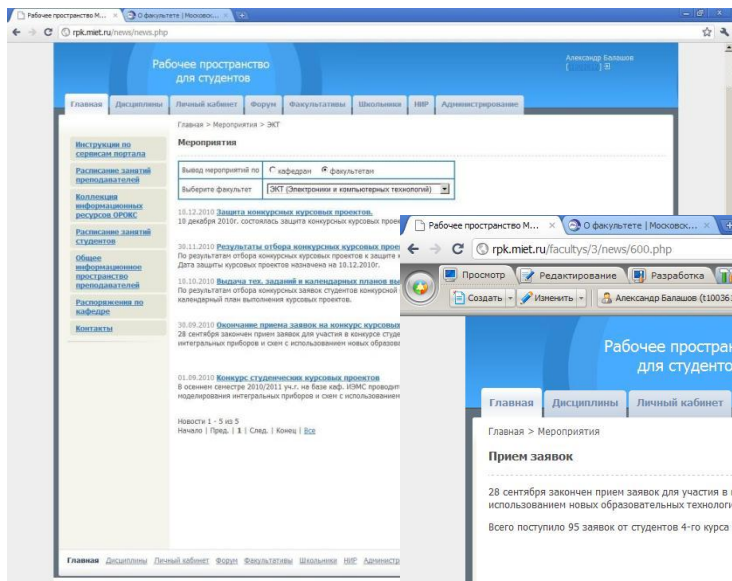 Рабочее пространство М...
О факультете | Московск...
rpk.miet.ru/news/news.php
Рабочее пространство
для студентов
Александр Балашов
Главная Дисциплины Личный кабинет Форум Факультативы Школьники НИР Администрирование
Главная > Мероприятия > ЭКТ
Инструкции по
сервисам портала
Расписание занятий
преподавателей
Коллекция
информационных
ресурсов ОРОКС
Расписание занятий
студентов
Общее
информационное
пространство
преподавателей
Распоряжения по
кафедре
Контакты
Мероприятия
Вывод мероприятий по кафедрам факультетам
Выберите факультет ЭКТ (Электроники и компьютерных технологий)
10.12.2010 Защита конкурсных курсовых проектов.
10 декабря 2010г. состоялась защита конкурсных курсовых
30.11.2010 Результаты отбора конкурсных курсовых
По результатам отбора конкурсных курсовых проектов к защите
Дата защиты курсовых проектов назначена на 10.12.2010г.
10.10.2010 Выдача тех. заданий и календарных планов
По результатам отбора конкурсных заявок студентов конкурсной
календарный план выполнения курсовых проектов.
30.09.2010 Окончание приема заявок на конкурс курсовых
28 сентября закончен прием заявок для участия в конкурсе
интегральных приборов и схем с использованием новых
01.09.2010 Конкурс студенческих курсовых проектов
В осеннем семестре 2010/2011 уч.г. на базе каф. ИЭМС
моделирования интегральных приборов и схем с использованием
Новости 1 - 5 из 5
Начало | Пред. | 1 | След. | Конец | Все
Главная Дисциплины Личный кабинет Форум Факультативы Школьники НИР
Рабочее пространство М...
О факультете | Московск...
rpk.miet.ru/facultys/3/news/600.php
Просмотр Редактирование Разработка
Создать Изменить Александр Балашов (t10036
Рабочее
для
Главная Дисциплины Личный кабинет
Главная > Мероприятия
Прием заявок
28 сентября закончен прием заявок для участия в
использованием новых образовательных
Всего поступило 95 заявок от студентов 4-го курса